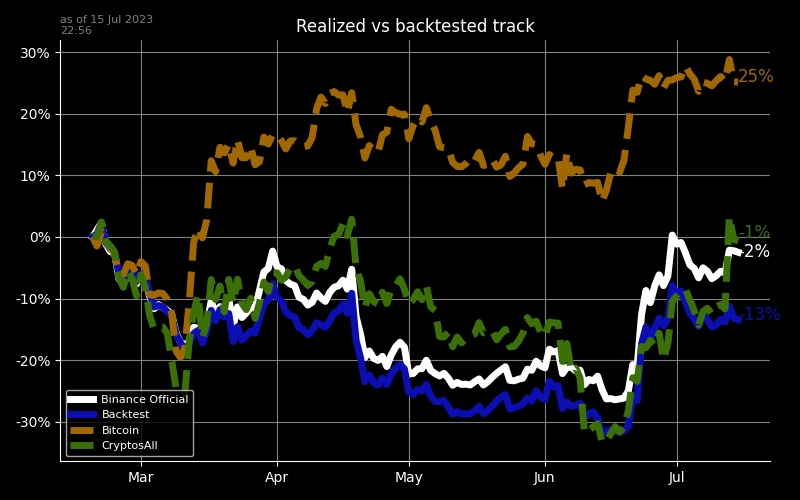 as of 15 Jul 2023
22:56
Realized vs backtested track
30%
20%
10%
0%
-10%
-20%
-30%
25%
-1%
-2%
-13%
Binance Official
Backtest
Bitcoin
CryptosAll
Mar
Apr
May
Jun
Jul